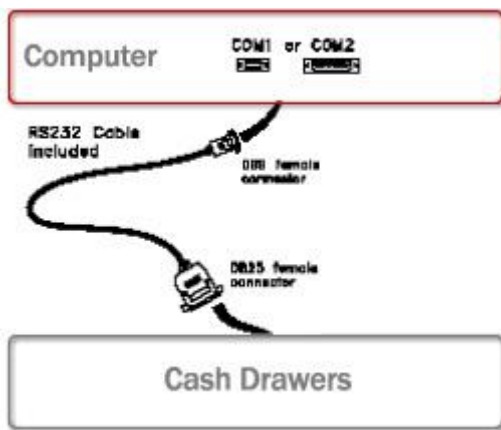 Computer
COM1 or COM2
RS232 Cable
Included
DB9 female
connector
DB25 female
connector
Cash Drawers